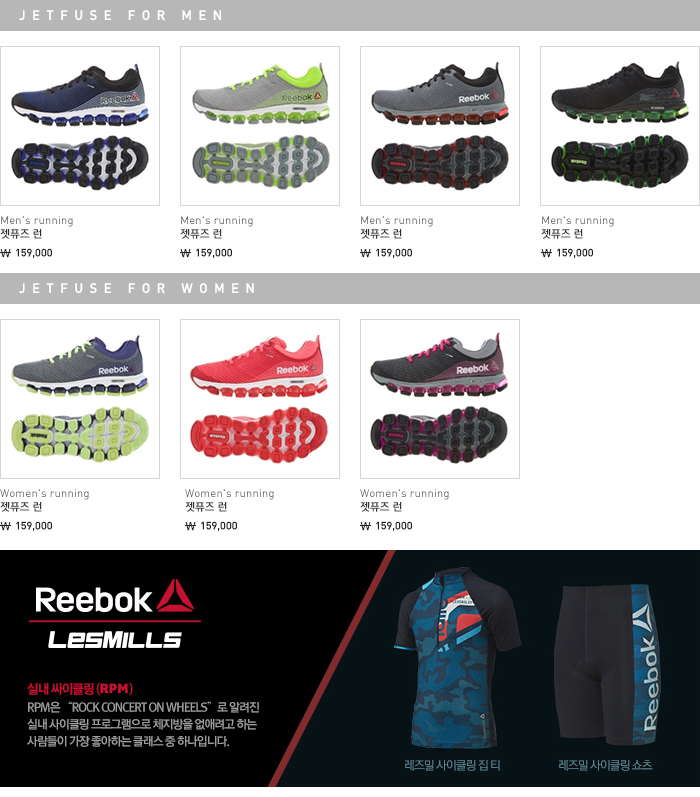 JETFUSE FOR MEN
Reebok
Reebok
Reebok
Men's running
Men's running
Men's running
Men's running
젯퓨즈 런
젯퓨즈 런
젯퓨즈 런
젯퓨즈 런
₩ 159,000
₩ 159,000
₩ 159,000
₩ 159,000
JETFUSE FOR WOMEN
Reebok
Reebok
Reebok
Women's running
Women's running
Women's running
젯퓨즈 런
젯퓨즈 런
젯퓨즈 런
₩ 159,000
₩ 159,000
₩ 159,000
Reebok
LESMILLS
실내 싸이클링 (RPM)
RPM은 “ROCK CONCERT ON WHEELS”로 알려진
실내 사이클링 프로그램으로 체지방을 없애려고 하는
사람들이 가장 좋아하는 클래스 중 하나입니다.
Reebok
레즈밀 사이클링 집 티
레즈밀 사이클링 쇼츠